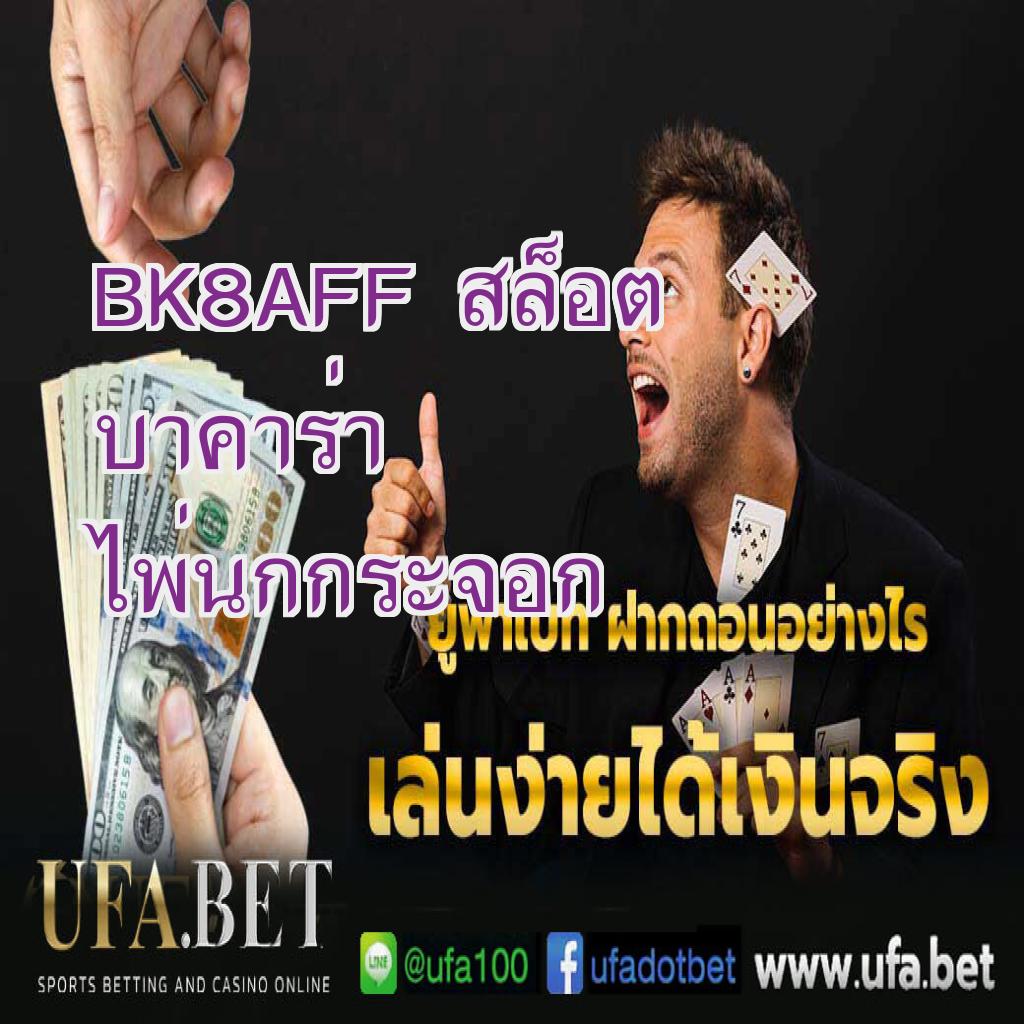 BK8AFF สล็อต
บาคาร่า
ไพ่นกกระจอก
ยูฟ่าเบท ฝากถอนอย่างไร
เล่นง่ายได้เงินจริง
UFA.BET
SPORTS BETTING AND CASINO ONLINE
LINE @ufa100 f ufadotbet www.ufa.bet